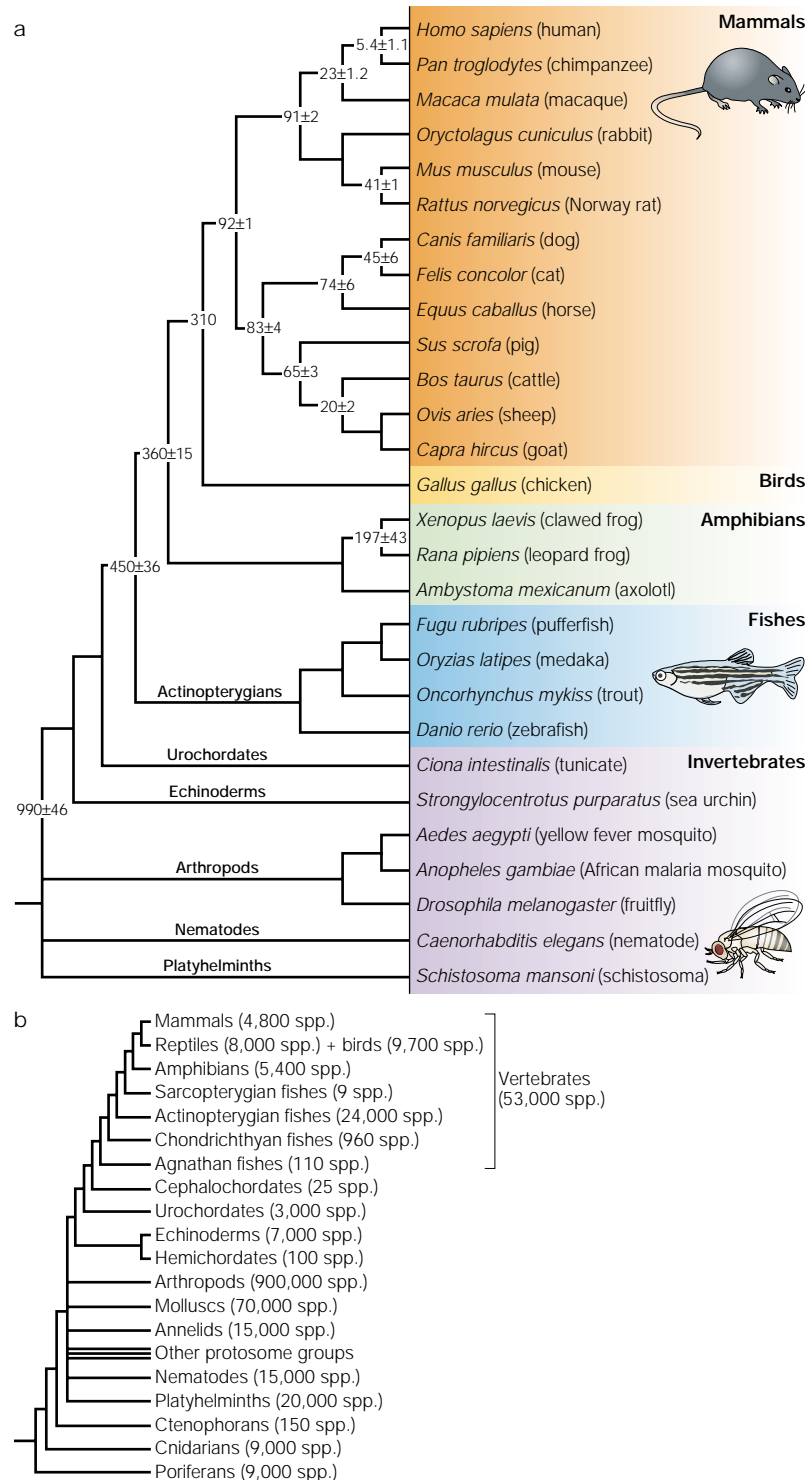 a
Mammals
Homo sapiens (human)
Pan troglodytes (chimpanzee)
Macaca mulata (macaque)
Oryctolagus cuniculus (rabbit)
Mus musculus (mouse)
Rattus norvegicus (Norway rat)
Canis familiaris (dog)
Felis concolor (cat)
Equus caballus (horse)
Sus scrofa (pig)
Bos taurus (cattle)
Ovis aries (sheep)
Capra hircus (goat)
Birds
Gallus gallus (chicken)
Amphibians
Xenopus laevis (clawed frog)
Rana pipiens (leopard frog)
Ambystoma mexicanum (axolotl)
Fishes
Fugu rubripes (pufferfish)
Oryzias latipes (medaka)
Oncorhynchus mykiss (trout)
Danio rerio (zebrafish)
Invertebrates
Ciona intestinalis (tunicate)
Strongylocentrotus purparatus (sea urchin)
Aedes aegypti (yellow fever mosquito)
Anopheles gambiae (African malaria mosquito)
Drosophila melanogaster (fruitfly)
Caenorhabditis elegans (nematode)
Schistosoma mansoni (schistosoma)
5.4±1.1
23±1.2
91±2
41±1
92±1
45±6
74±6
310
83±4
65±3
20±2
360±15
197±43
450±36
Actinopterygians
Urochordates
Echinoderms
990±46
Arthropods
Nematodes
Platyhelminths
b
Mammals (4,800 spp.)
Reptiles (8,000 spp.) + birds (9,700 spp.)
Amphibians (5,400 spp.)
Sarcopterygian fishes (9 spp.)
Actinopterygian fishes (24,000 spp.)
Chondrichthyan fishes (960 spp.)
Agnathan fishes (110 spp.)
Vertebrates
(53,000 spp.)
Cephalochordates (25 spp.)
Urochordates (3,000 spp.)
Echinoderms (7,000 spp.)
Hemichordates (100 spp.)
Arthropods (900,000 spp.)
Molluscs (70,000 spp.)
Annelids (15,000 spp.)
Other protosome groups
Nematodes (15,000 spp.)
Platyhelminths (20,000 spp.)
Ctenophorans (150 spp.)
Cnidarians (9,000 spp.)
Poriferans (9,000 spp.)